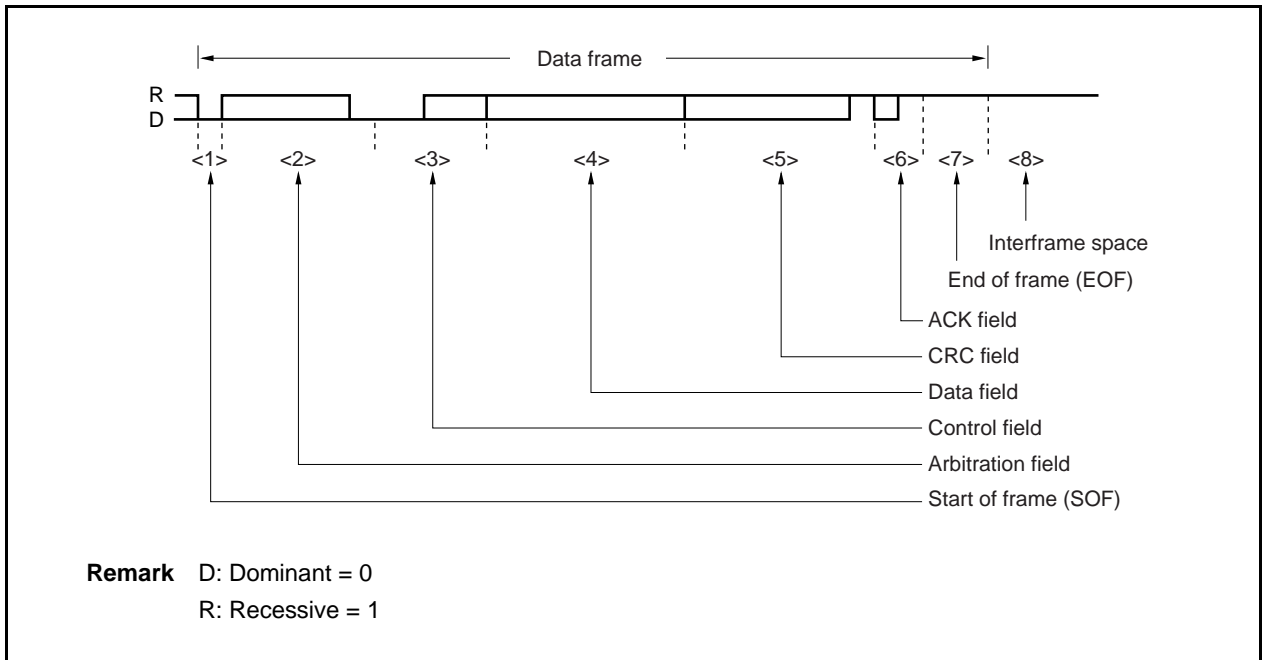 Data frame
R
D
<1> <2> <3> <4> <5> <6> <7> <8>
Interframe space
End of frame (EOF)
ACK field
CRC field
Data field
Control field
Arbitration field
Start of frame (SOF)
Remark D: Dominant = 0
R: Recessive = 1